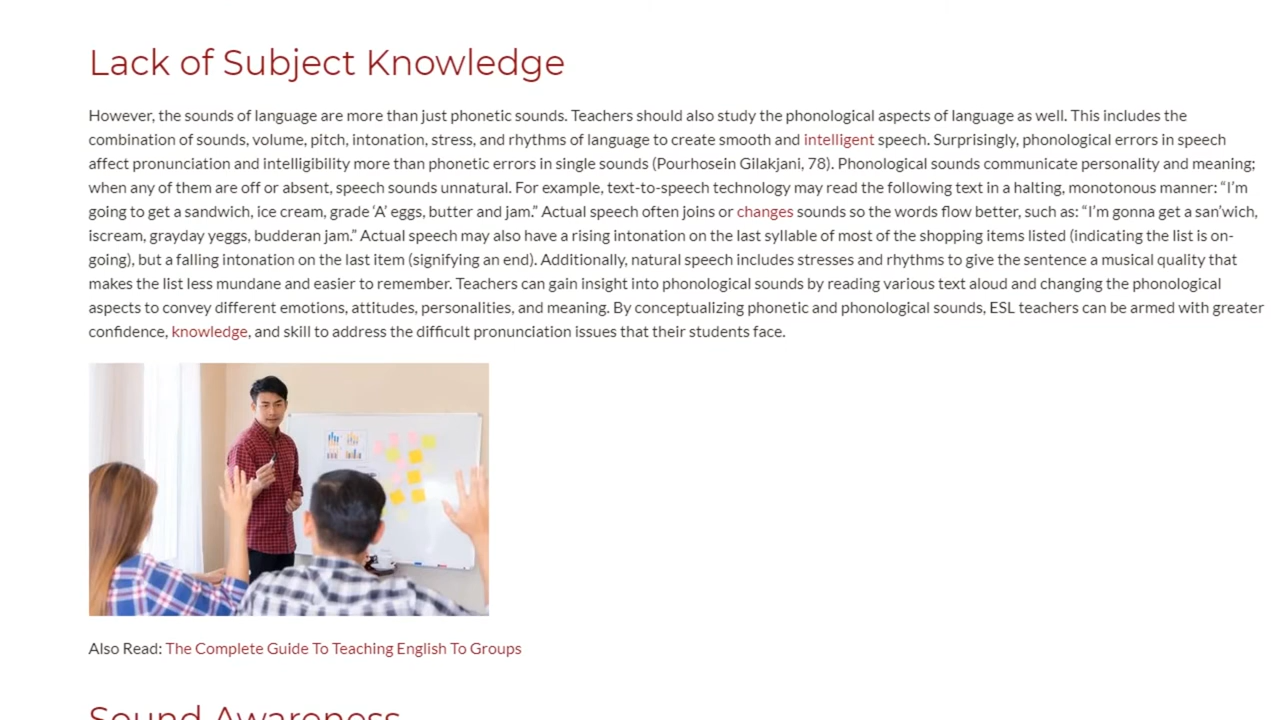 Lack of Subject Knowledge
However, the sounds of language are more than just phonetic sounds. Teachers should also study the phonological aspects of language as well. This includes the
combination of sounds, volume, pitch, intonation, stress, and rhythms of language to create smooth and intelligent speech. Surprisingly, phonological errors in speech
affect pronunciation and intelligibility more than phonetic errors in single sounds (Pourhosein Gilakjani, 78). Phonological sounds communicate personality and meaning;
when any of them are off or absent, speech sounds unnatural. For example, text-to-speech technology may read the following text in a halting, monotonous manner: “I’m
going to get a sandwich, ice cream, grade ‘A’ eggs, butter and jam.” Actual speech often joins or changes sounds so the words flow better, such as: “I’m gonna get a san’wich,
iscream, grayday yeggs, budderan jam.” Actual speech may also have a rising intonation on the last syllable of most of the shopping items listed (indicating the list is on-
going), but a falling intonation on the last item (signifying an end). Additionally, natural speech includes stresses and rhythms to give the sentence a musical quality that
makes the list less mundane and easier to remember. Teachers can gain insight into phonological sounds by reading various text aloud and changing the phonological
aspects to convey different emotions, attitudes, personalities, and meaning. By conceptualizing phonetic and phonological sounds, ESL teachers can be armed with greater
confidence, knowledge, and skill to address the difficult pronunciation issues that their students face.
Also Read: The Complete Guide To Teaching English To Groups
Sound Awareness